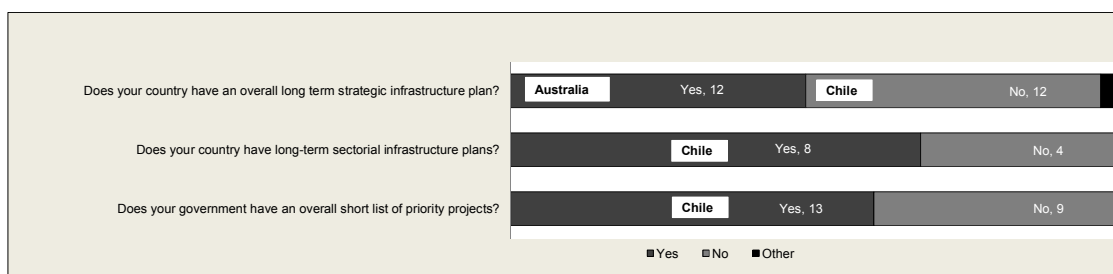 Does your country have an overall long term strategic infrastructure plan? Australia Yes, 12 Chile No, 12
Does your country have long-term sectorial infrastructure plans? Chile Yes, 8 No, 4
Does your government have an overall short list of priority projects? Chile Yes, 13 No, 9
Yes No Other